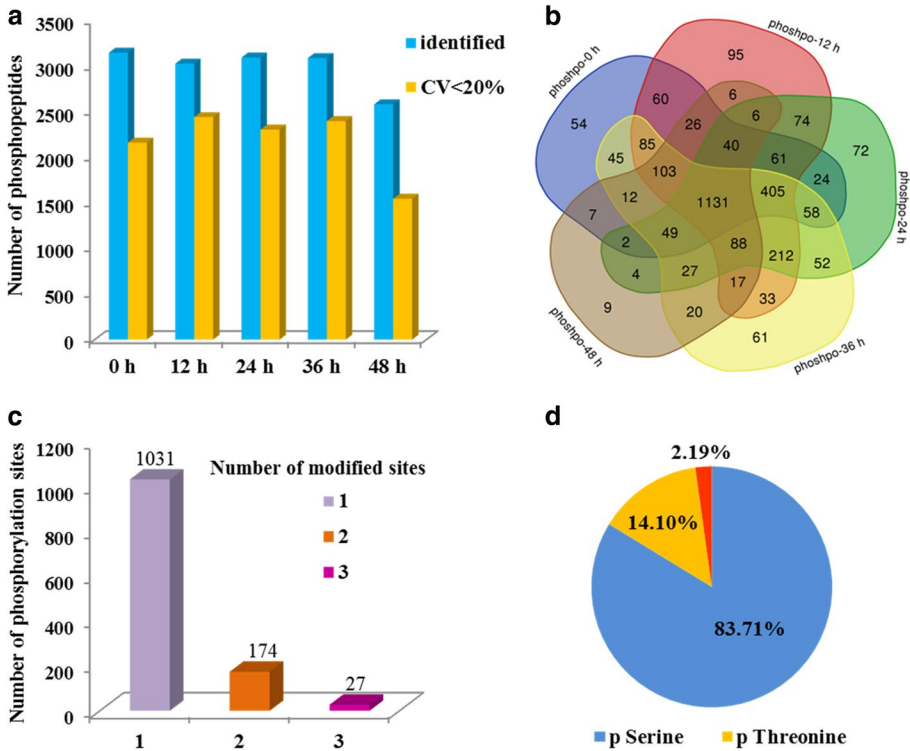 a
Number of phosphopeptides
3500
3000
2500
2000
1500
1000
500
0
0 h
12 h
24 h
36 h
48 h
identified
CV<20%
b
phoshpo-0 h
phoshpo-12 h
phoshpo-24 h
phoshpo-36 h
phoshpo-48 h
95
6
60
6
74
54
26
72
40
85
61
45
103
24
405
12
1131
58
7
49
2
88
212
52
4
27
17
33
9
20
61
c
Number of phosphorylation sites
1200
1000
800
600
400
200
0
1031
174
27
1
2
3
Number of modified sites
1
2
3
d
2.19%
14.10%
83.71%
p Serine
p Threonine